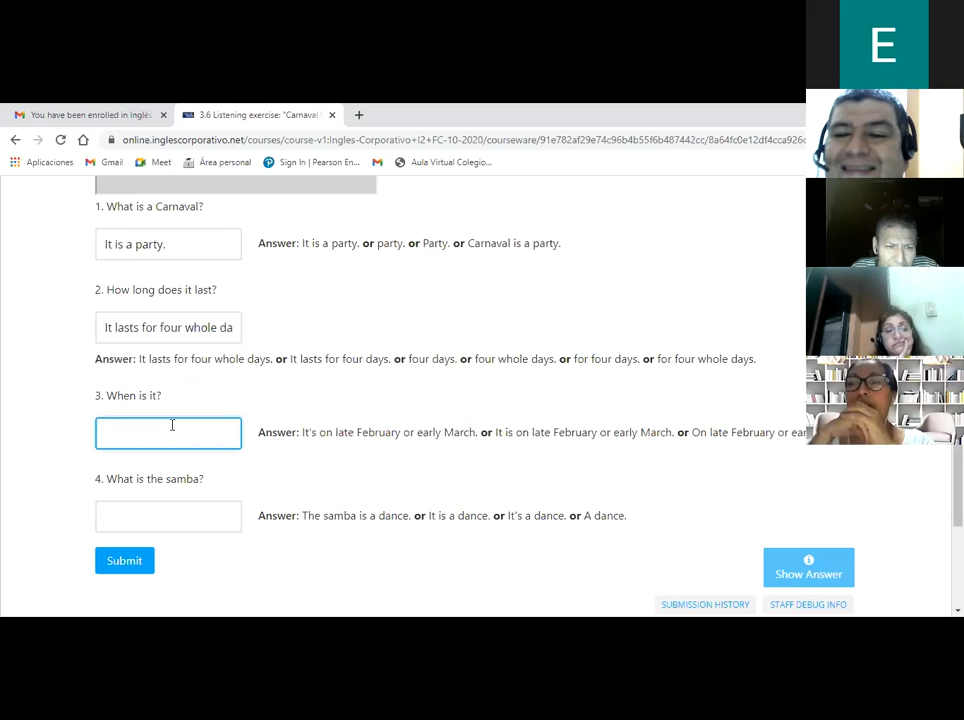 E
You have been enrolled in Inglés
3.6 Listening exercise: "Carnaval
online.inglescorporativo.net/courses/course-v1:Ingles-Corporativo+I2+FC-10-2020/courseware/91e782af29e74c96b4b55f6b487442cc/8a64f0e12df4cca926c
Aplicaciones Gmail Meet Área personal Sign In | Pearson En... Aula Virtual Colegio...
1. What is a Carnaval?
It is a party. Answer: It is a party. or party. or Party. or Carnaval is a party.
2. How long does it last?
It lasts for four whole da
Answer: It lasts for four whole days. or It lasts for four days. or four days. or four whole days. or for four days. or for four whole days.
3. When is it?
Answer: It's on late February or early March. or It is on late February or early March. or On late February or ear
4. What is the samba?
Answer: The samba is a dance. or It is a dance. or It's a dance. or A dance.
Submit
Show Answer
SUBMISSION HISTORY STAFF DEBUG INFO